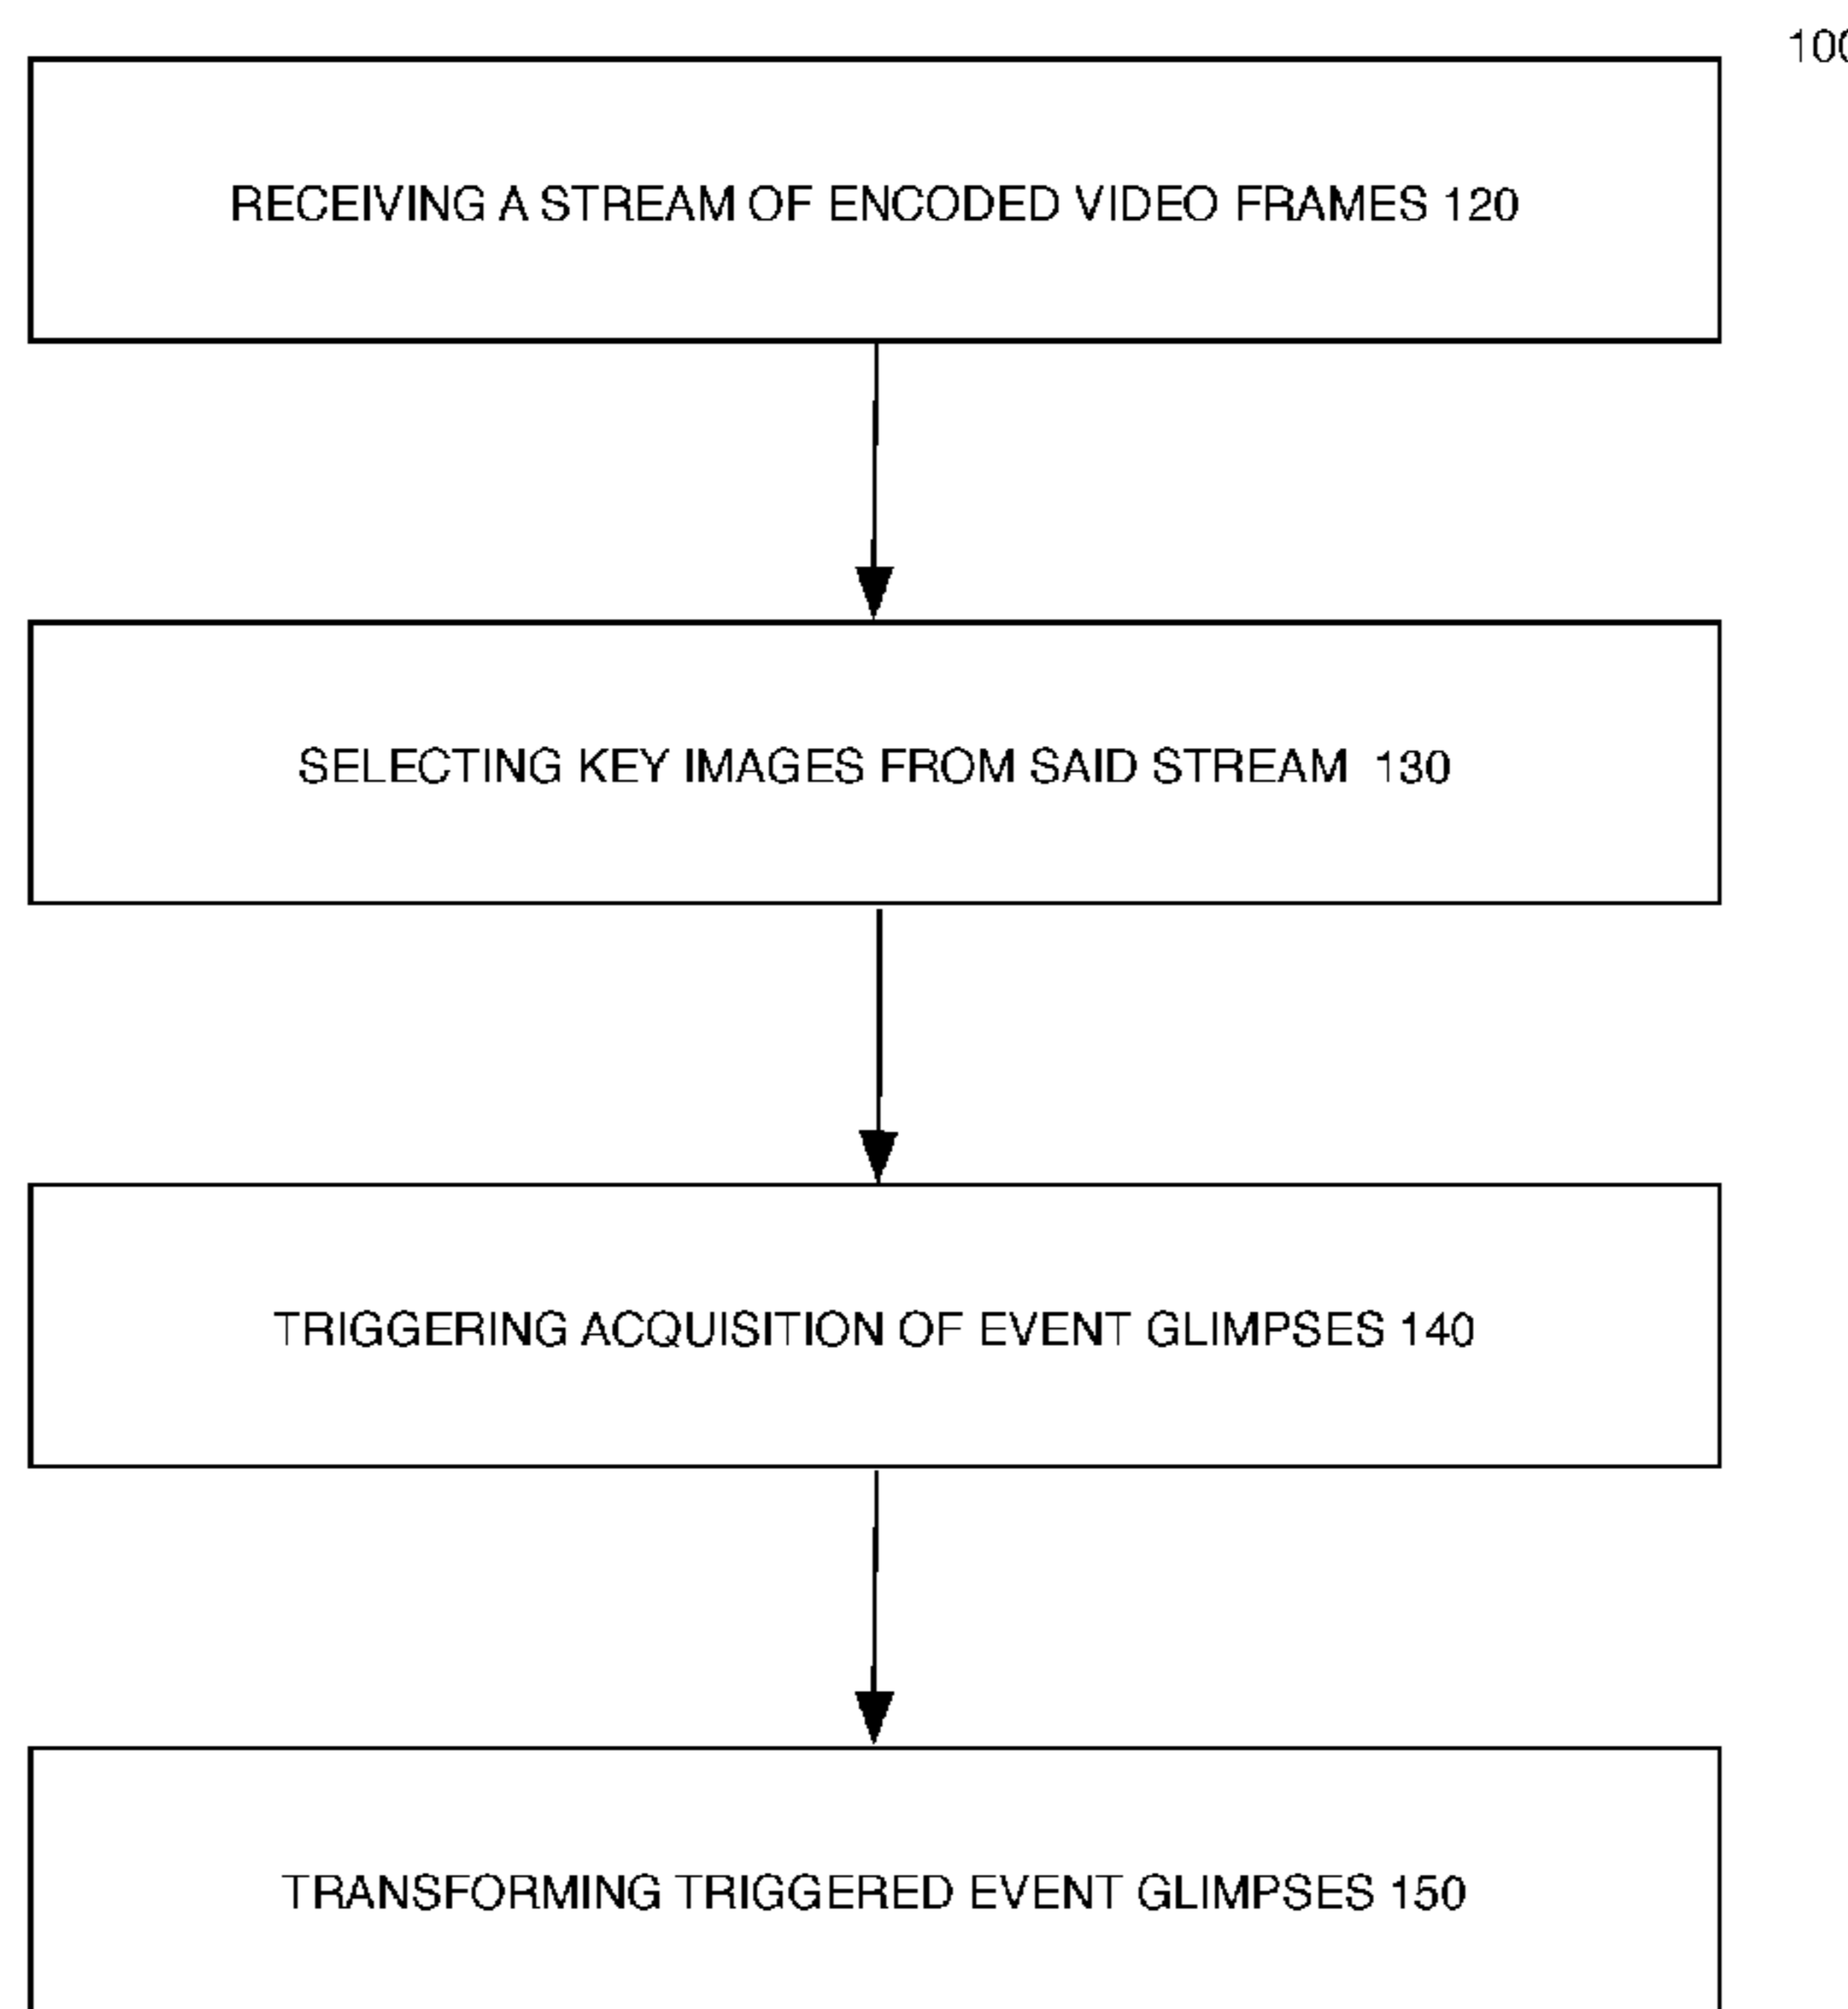 100
RECEIVING A STREAM OF ENCODED VIDEO FRAMES 120
SELECTING KEY IMAGES FROM SAID STREAM 130
TRIGGERING ACQUISITION OF EVENT GLIMPSES 140
TRANSFORMING TRIGGERED EVENT GLIMPSES 150